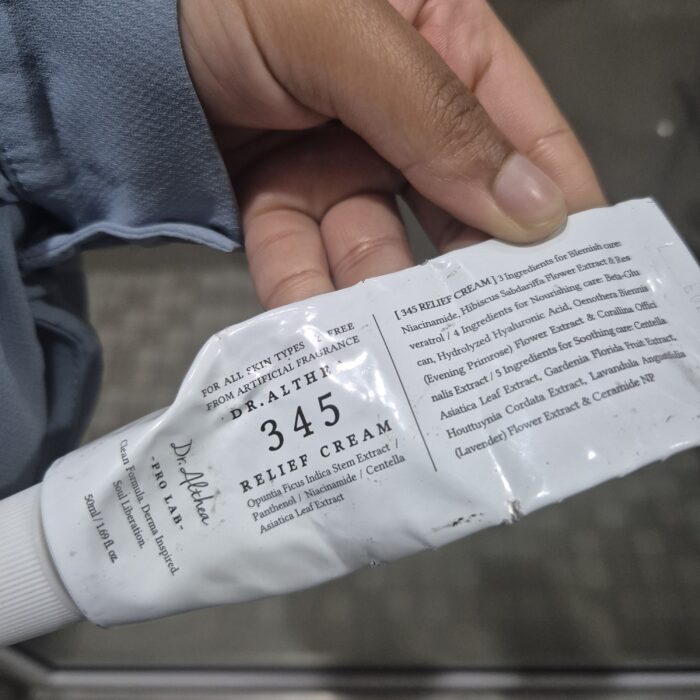 FOR ALL SKIN TYPES / FREE
FROM ARTIFICIAL FRAGRANCE
DR.ALTHE
345
RELIEF CREAM
Opuntia Ficus Indica Stem Extract /
Panthenol / Niacinamide / Centella
Asiatica Leaf Extract
[ 345 RELIEF CREAM ] 3 Ingredients for Blemish care:
Niacinamide, Hibiscus Sabdariffa Flower Extract & Res
veratrol / 4 Ingredients for Nourishing care: Beta-Glu
can, Hydrolyzed Hyaluronic Acid, Oenothera Biennis
(Evening Primrose) Flower Extract & Corallina Offici
nalis Extract / 5 Ingredients for Soothing care: Centella
Asiatica Leaf Extract, Gardenia Florida Fruit Extract,
Houttuynia Cordata Extract, Lavandula Angustifolia
(Lavender) Flower Extract & Ceramide NP
Dr. Althea
-PRO LAB-
Clean Formula, Derma Inspired.
Soul Liberation.
50ml / 1.69 fl. oz.